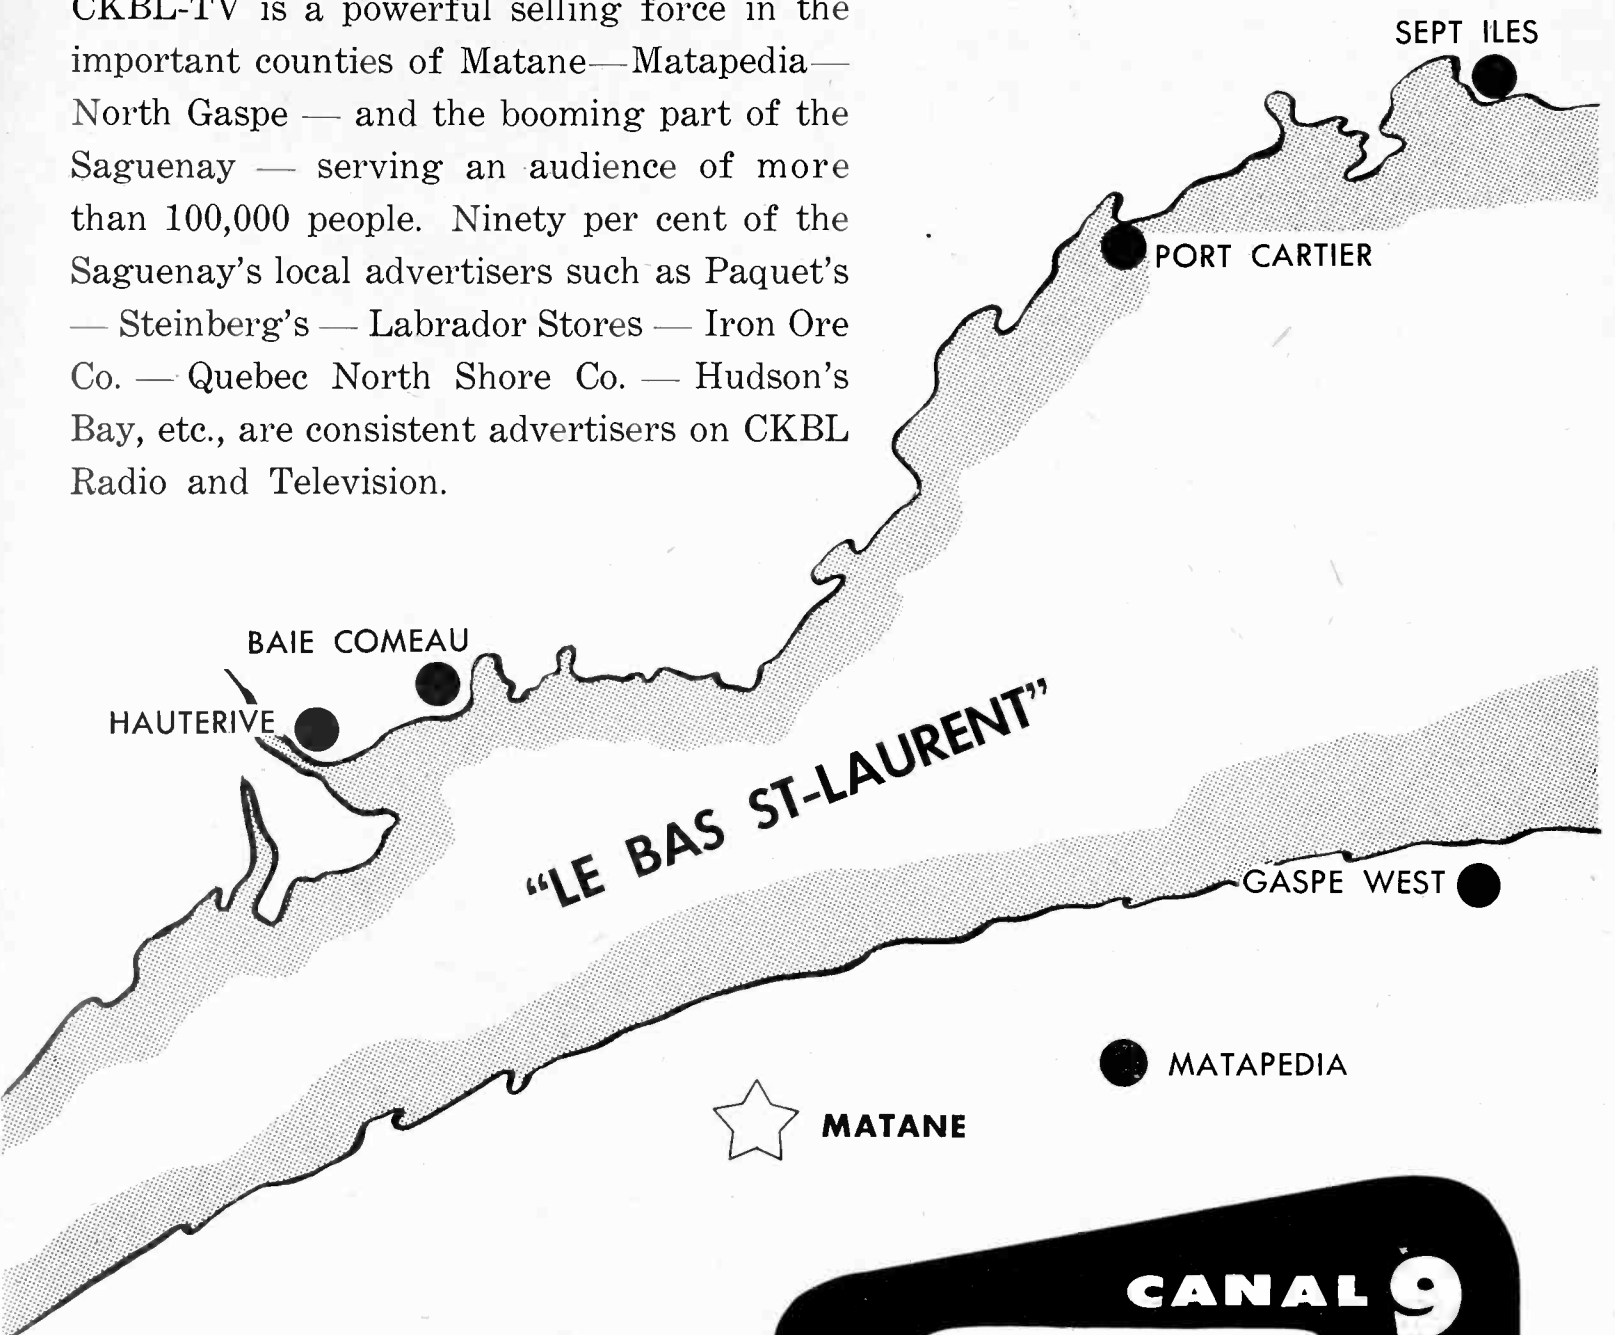 CKBL-TV is a powerful selling force in the
important counties of Matane—Matapedia—
North Gaspe — and the booming part of the
Saguenay — serving an audience of more
than 100,000 people. Ninety per cent of the
Saguenay's local advertisers such as Paquet's
— Steinberg's — Labrador Stores — Iron Ore
Co. — Quebec North Shore Co. — Hudson's
Bay, etc., are consistent advertisers on CKBL
Radio and Television.
SEPT ILES
PORT CARTIER
BAIE COMEAU
HAUTERIVE
“LE BAS ST-LAURENT”
GASPE WEST
MATAPEDIA
MATANE
CANAL 9